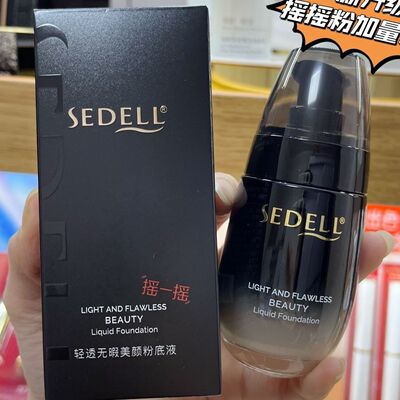 摇摇粉加量
SEDELL®
摇一摇
LIGHT AND FLAWLESS
BEAUTY
Liquid Foundation
轻透无暇美颜粉底液
SEDELL®
LIGHT AND FLAWLESS
BEAUTY
Liquid Foundation